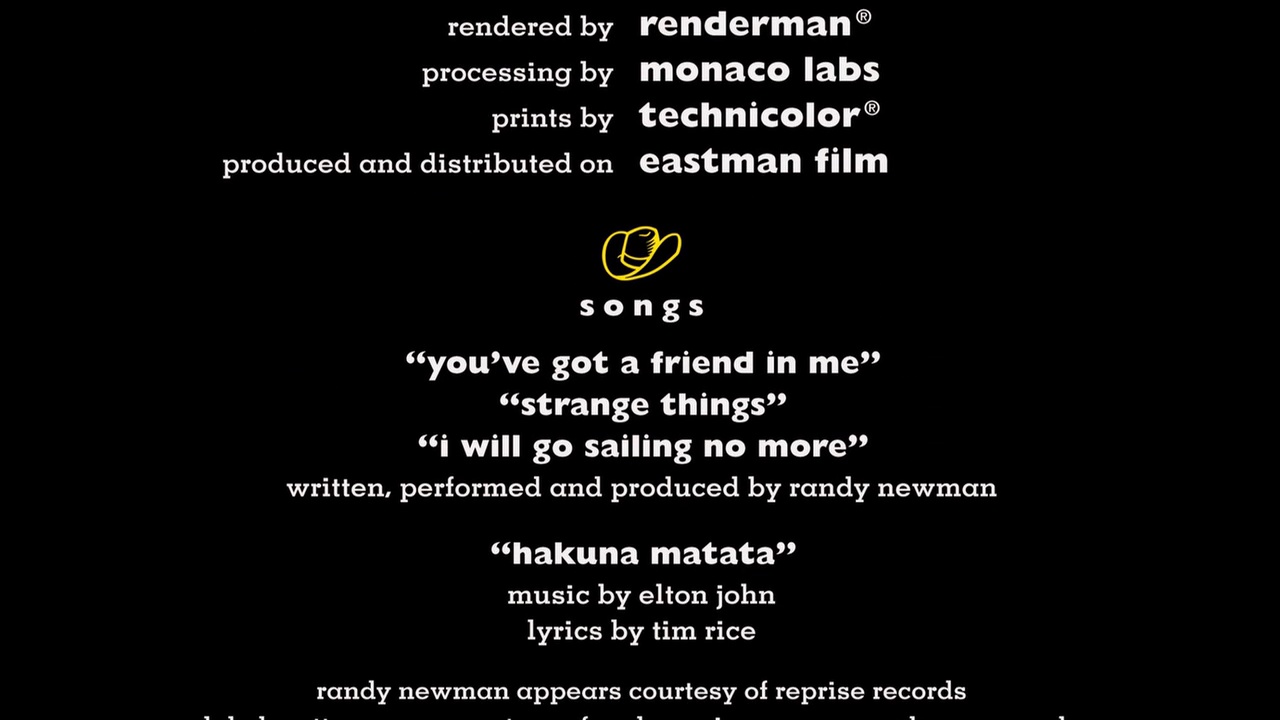 rendered by renderman®
processing by monaco labs
prints by technicolor®
produced and distributed on eastman film
songs
“you’ve got a friend in me”
“strange things”
“i will go sailing no more”
written, performed and produced by randy newman
“hakuna matata”
music by elton john
lyrics by tim rice
randy newman appears courtesy of reprise records